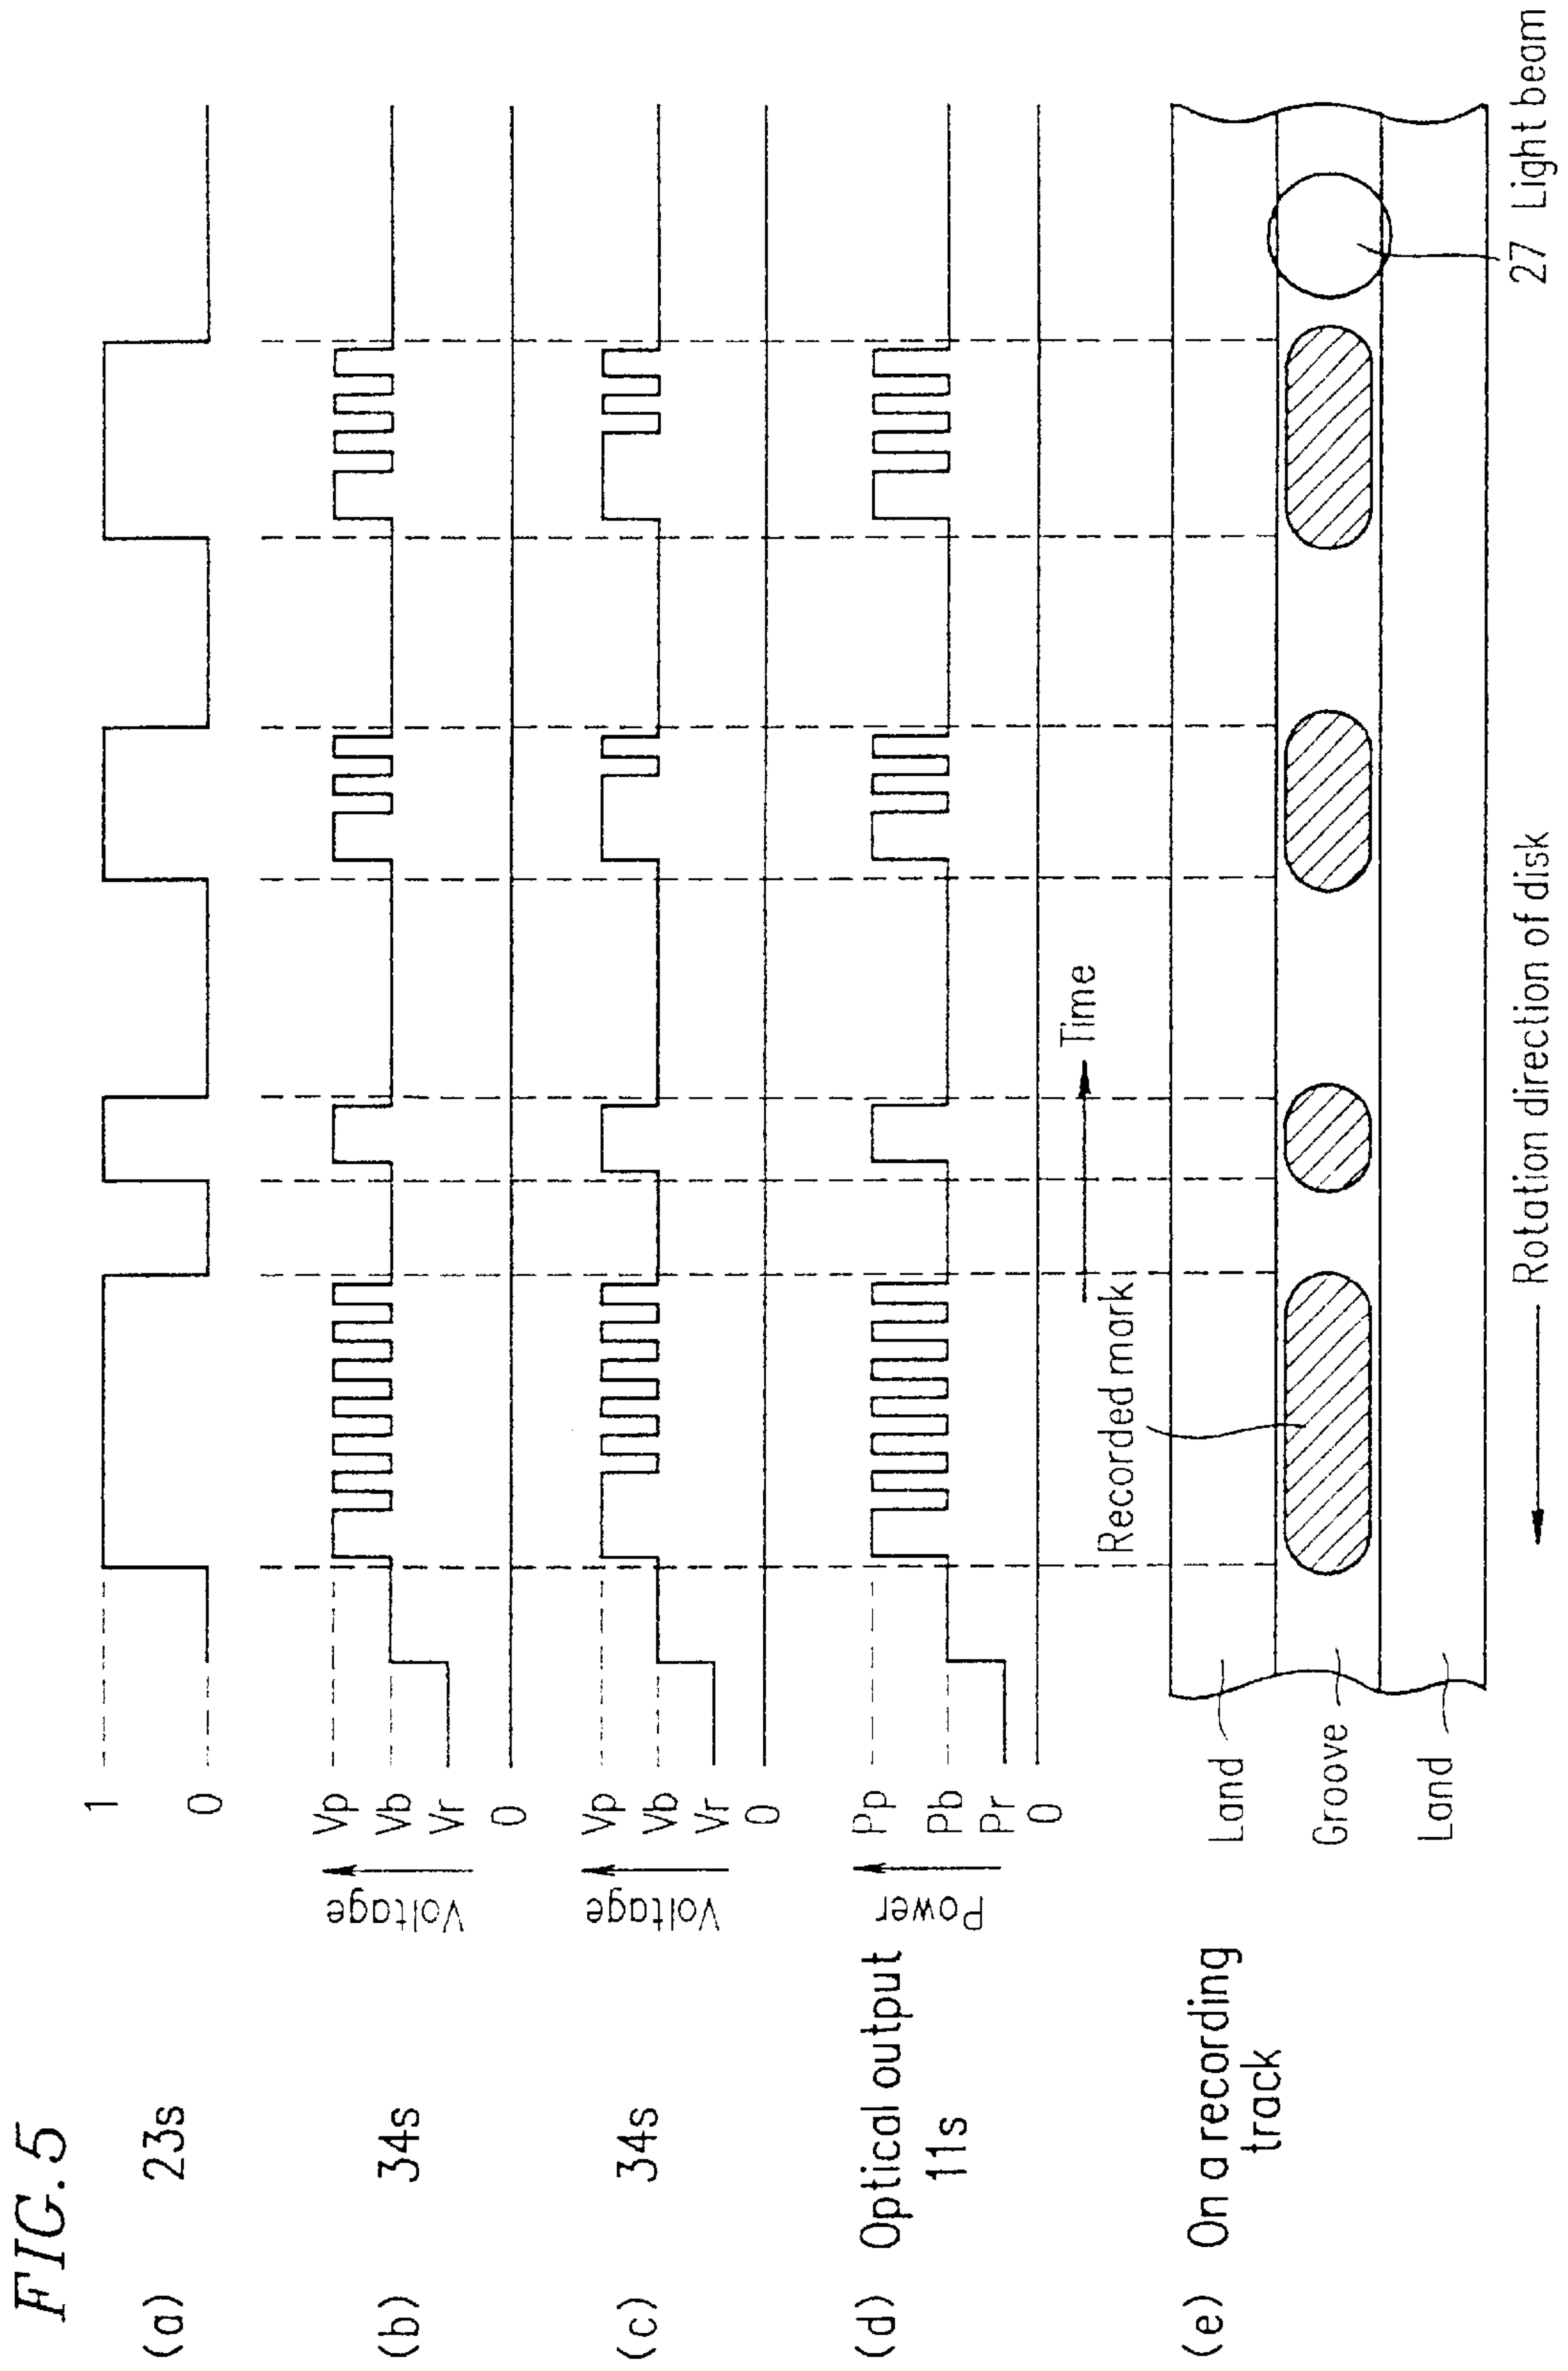 FIG. 5
(a) 23s
1
0
(b) 34s
Voltage
Vp
Vb
Vr
0
(c) 34s
Voltage
Vp
Vb
Vr
0
(d) Optical output
11s
Power
Pp
Pb
Pr
0
Time
Recorded mark
(e) On a recording
track
Land
Groove
Land
Rotation direction of disk
27 Light beam